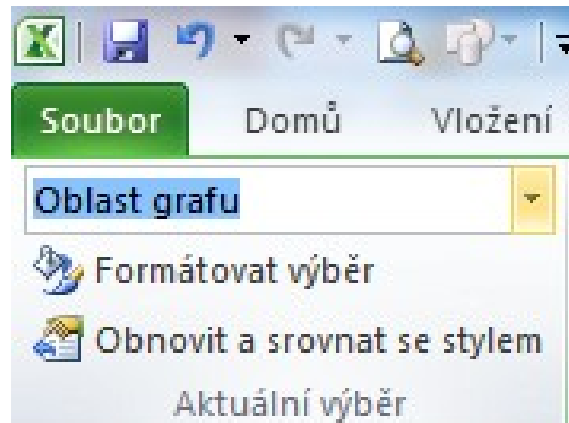 Soubor Domů Vložení
Oblast grafu
Formátovat výběr
Obnovit a srovnat se stylem
Aktuální výběr